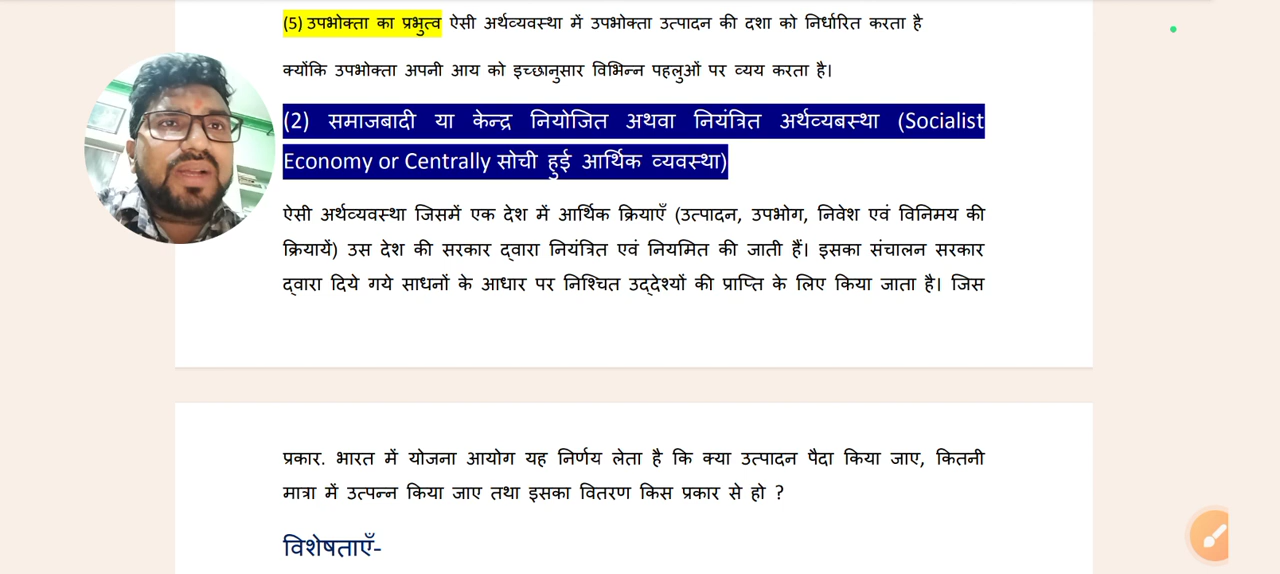 (5) उपभोक्ता का प्रभुत्व ऐसी अर्थव्यवस्था में उपभोक्ता उत्पादन की दशा को निर्धारित करता है
क्योंकि उपभोक्ता अपनी आय को इच्छानुसार विभिन्न पहलुओं पर व्यय करता है।
(2) समाजबादी या केन्द्र नियोजित अथवा नियंत्रित अर्थव्यबस्था (Socialist
Economy or Centrally सोची हुई आर्थिक व्यवस्था)
ऐसी अर्थव्यवस्था जिसमें एक देश में आर्थिक क्रियाएँ (उत्पादन, उपभोग, निवेश एवं विनिमय की
क्रियायें) उस देश की सरकार द्वारा नियंत्रित एवं नियमित की जाती हैं। इसका संचालन सरकार
द्वारा दिये गये साधनों के आधार पर निश्चित उद्देश्यों की प्राप्ति के लिए किया जाता है। जिस
प्रकार. भारत में योजना आयोग यह निर्णय लेता है कि क्या उत्पादन पैदा किया जाए, कितनी
मात्रा में उत्पन्न किया जाए तथा इसका वितरण किस प्रकार से हो ?
विशेषताएँ-